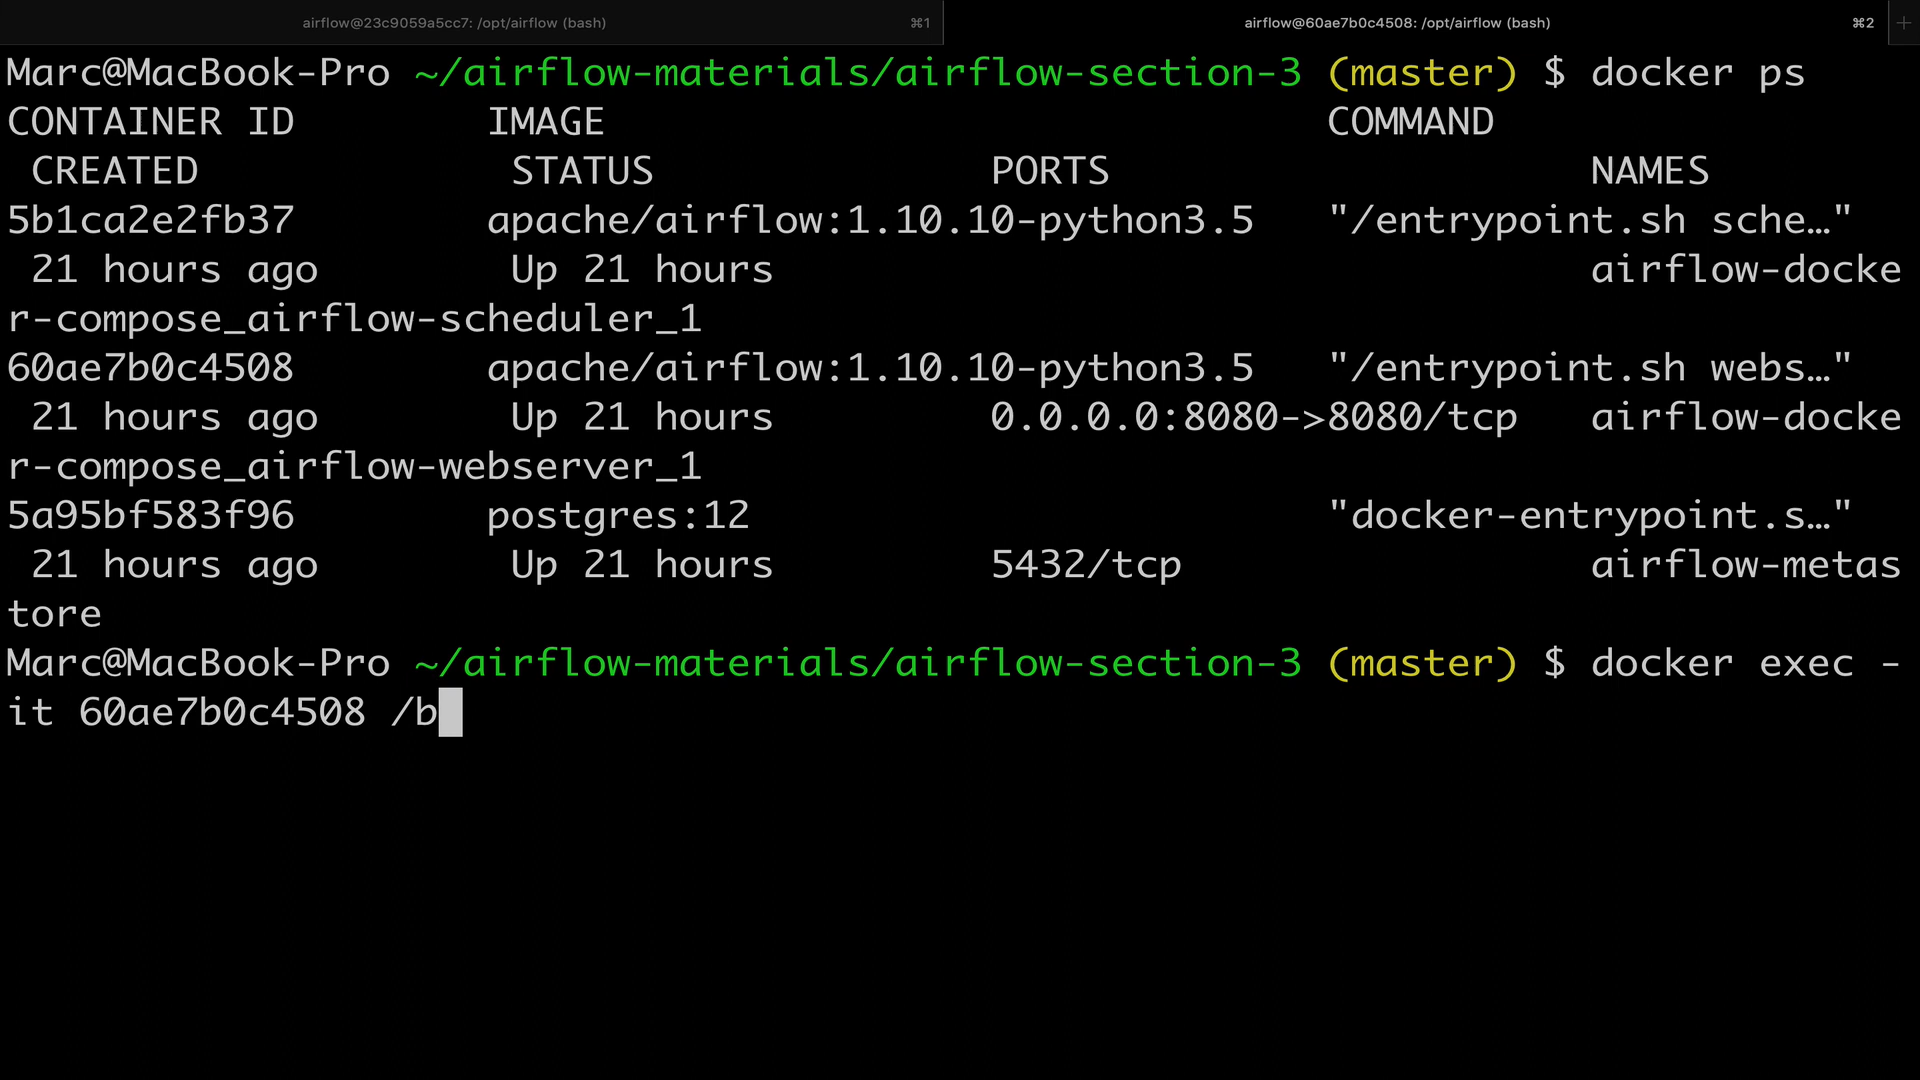 airflow@23c9059a5cc7: /opt/airflow (bash) ⌘1 airflow@60ae7b0c4508: /opt/airflow (bash) ⌘2 +
Marc@MacBook-Pro ~/airflow-materials/airflow-section-3 (master) $ docker ps
CONTAINER ID IMAGE COMMAND
CREATED STATUS PORTS NAMES
5b1ca2e2fb37 apache/airflow:1.10.10-python3.5 "/entrypoint.sh sche…"
21 hours ago Up 21 hours airflow-docke
r-compose_airflow-scheduler_1
60ae7b0c4508 apache/airflow:1.10.10-python3.5 "/entrypoint.sh webs…"
21 hours ago Up 21 hours 0.0.0.0:8080->8080/tcp airflow-docke
r-compose_airflow-webserver_1
5a95bf583f96 postgres:12 "docker-entrypoint.s…"
21 hours ago Up 21 hours 5432/tcp airflow-metas
tore
Marc@MacBook-Pro ~/airflow-materials/airflow-section-3 (master) $ docker exec -
it 60ae7b0c4508 /b